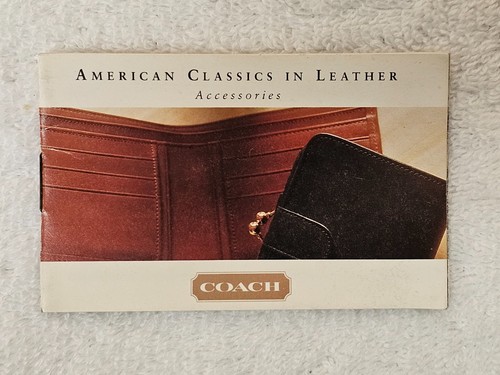 AMERICAN CLASSICS IN LEATHER
Accessories
COACH